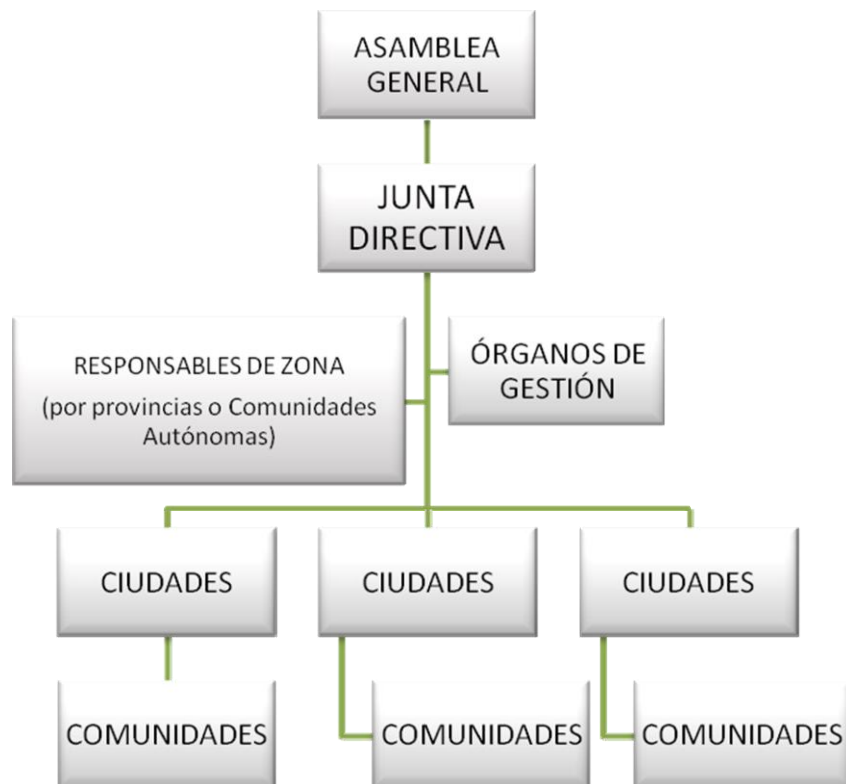 ASAMBLEA
GENERAL
JUNTA
DIRECTIVA
RESPONSABLES DE ZONA
(por provincias o Comunidades
Autónomas)
ÓRGANOS DE
GESTIÓN
CIUDADES
CIUDADES
CIUDADES
COMUNIDADES
COMUNIDADES
COMUNIDADES